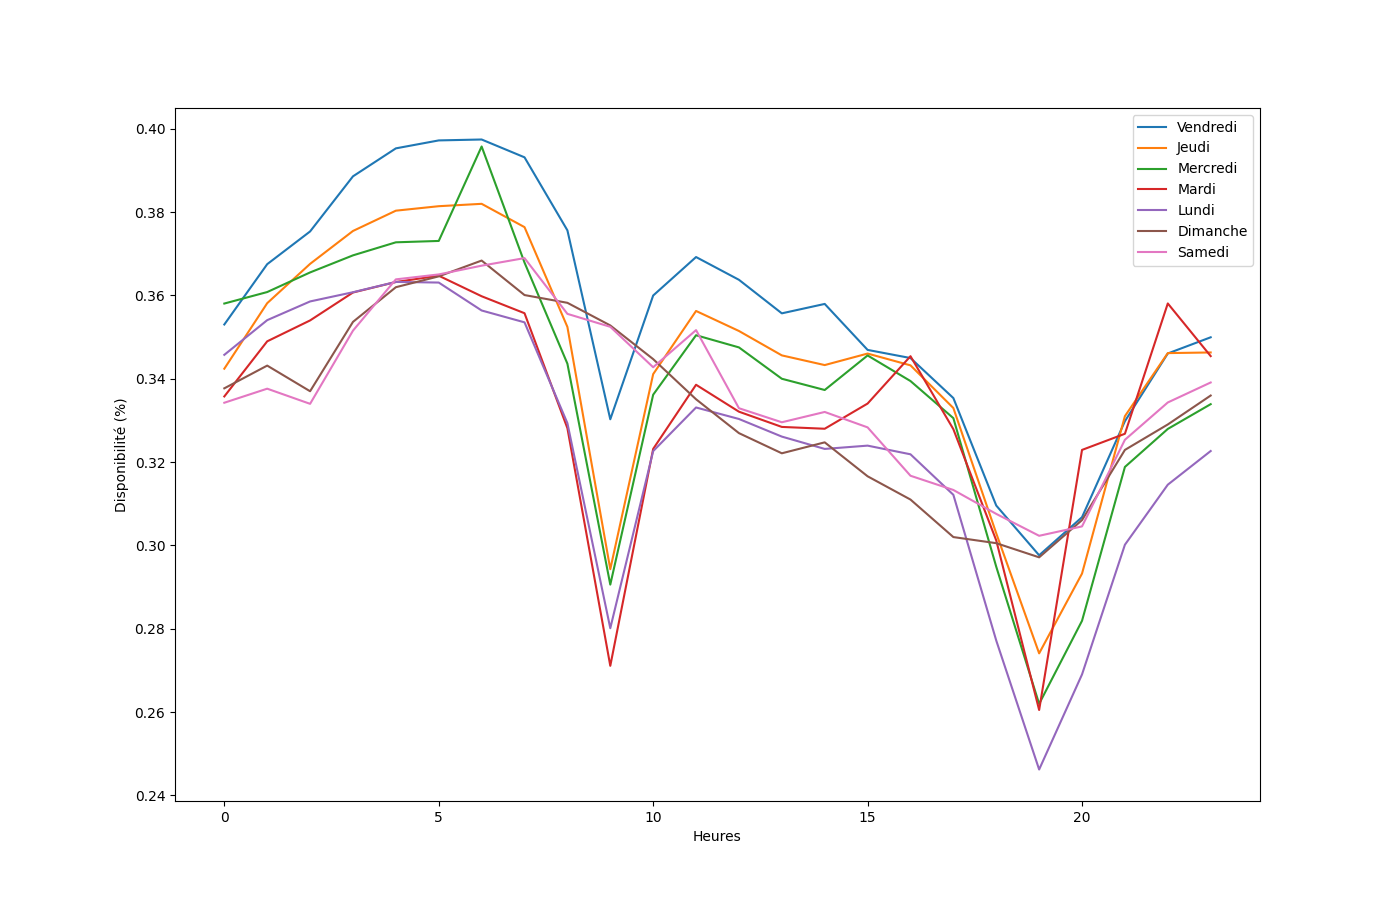 0.40
0.38
0.36
0.34
0.32
0.30
0.28
0.26
0.24
Disponibilité (%)
0 5 10 15 20
Heures
Vendredi
Jeudi
Mercredi
Mardi
Lundi
Dimanche
Samedi